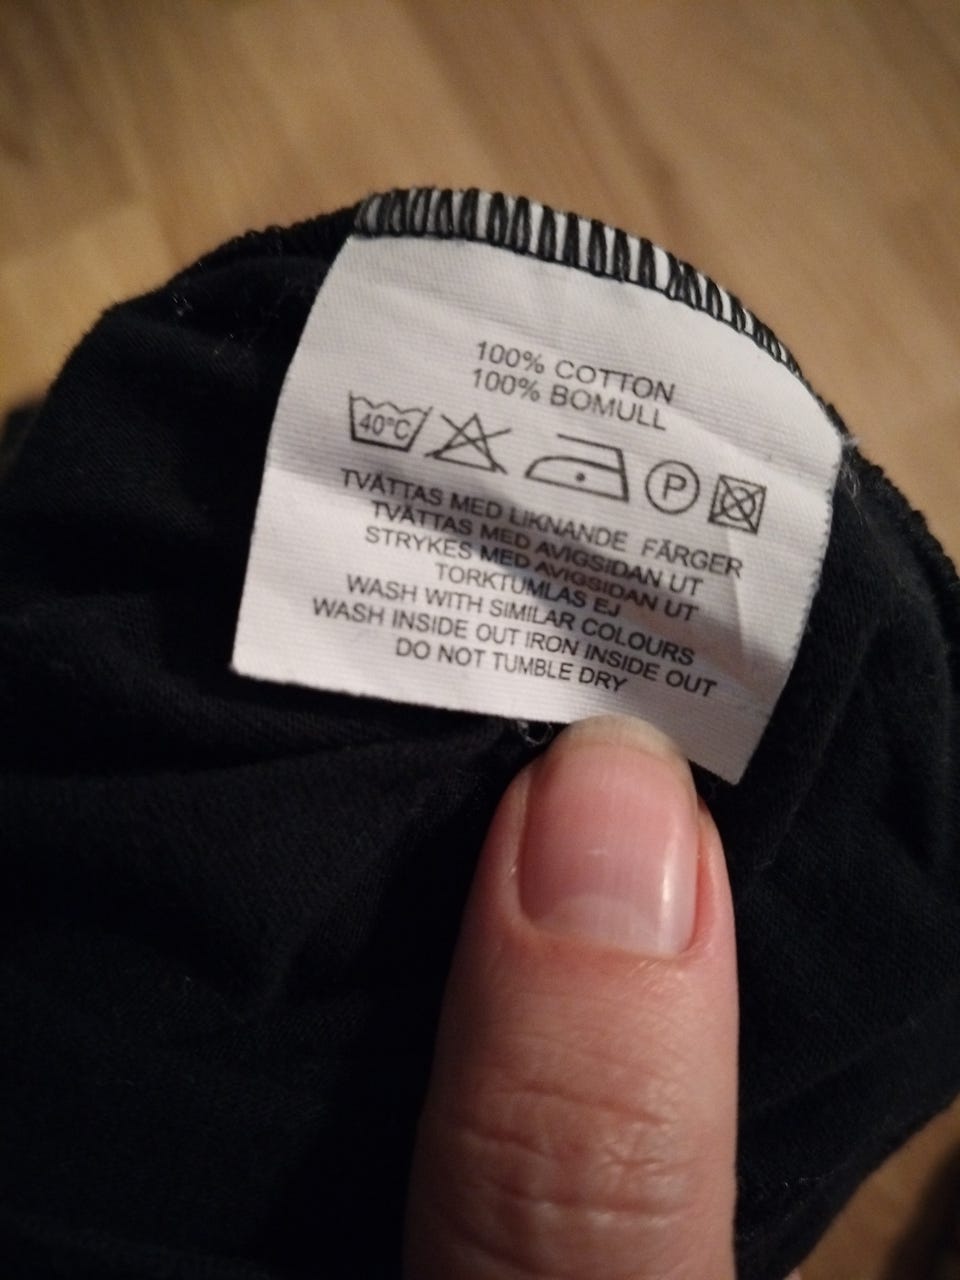 100% COTTON
100% BOMULL
40°C P
TVÄTTAS MED LIKNANDE FÄRGER
TVÄTTAS MED AVIGSIDAN UT
STRYKES MED AVIGSIDAN UT
TORKTUMLAS EJ
WASH WITH SIMILAR COLOURS
WASH INSIDE OUT IRON INSIDE OUT
DO NOT TUMBLE DRY